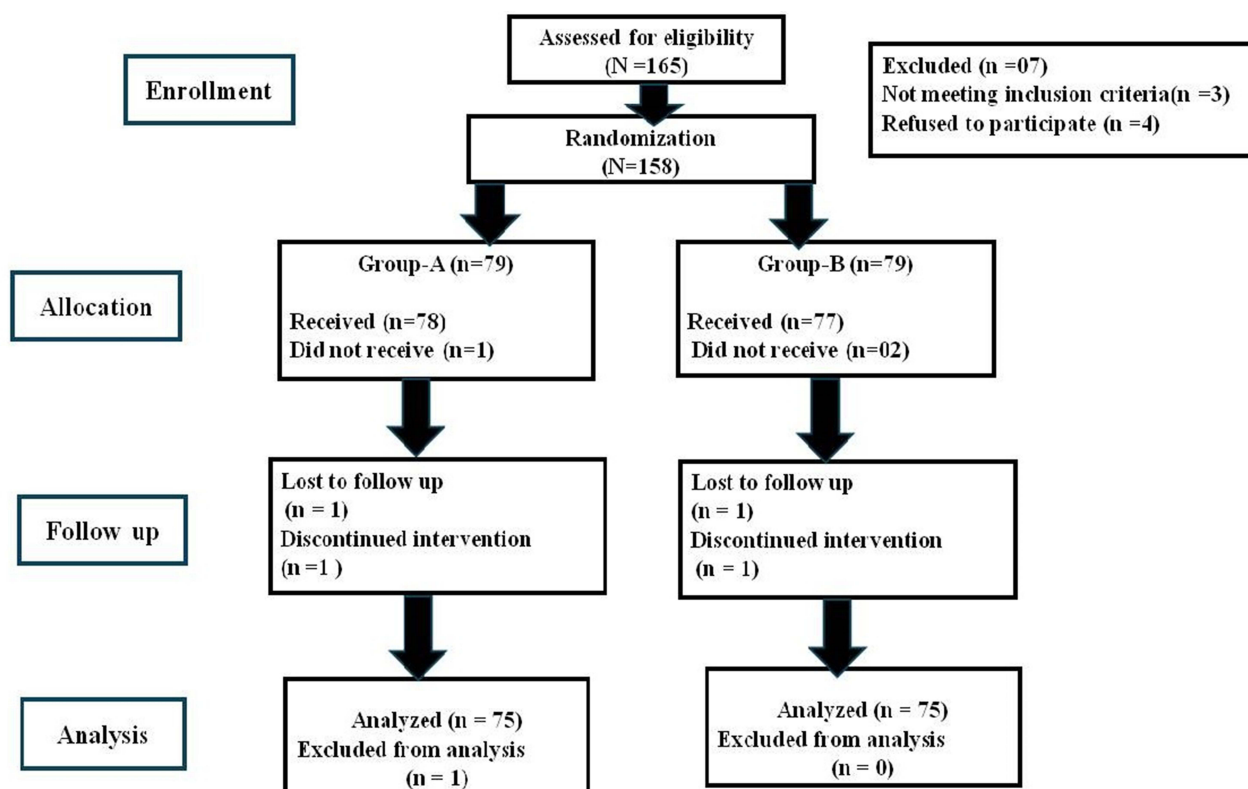 Assessed for eligibility
(N =165)
Enrollment
Excluded (n =07)
Not meeting inclusion criteria(n =3)
Refused to participate (n =4)
Randomization
(N=158)
Allocation
Group-A (n=79)
Received (n=78)
Did not receive (n=1)
Group-B (n=79)
Received (n=77)
Did not receive (n=02)
Follow up
Lost to follow up
(n = 1)
Discontinued intervention
(n =1 )
Lost to follow up
(n = 1)
Discontinued intervention
(n = 1)
Analysis
Analyzed (n = 75)
Excluded from analysis
(n = 1)
Analyzed (n = 75)
Excluded from analysis
(n = 0)